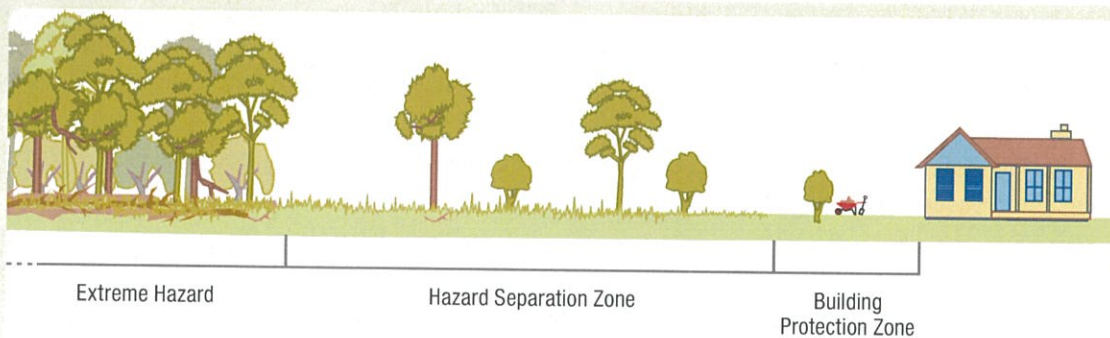 Extreme Hazard
Hazard Separation Zone
Building
Protection Zone